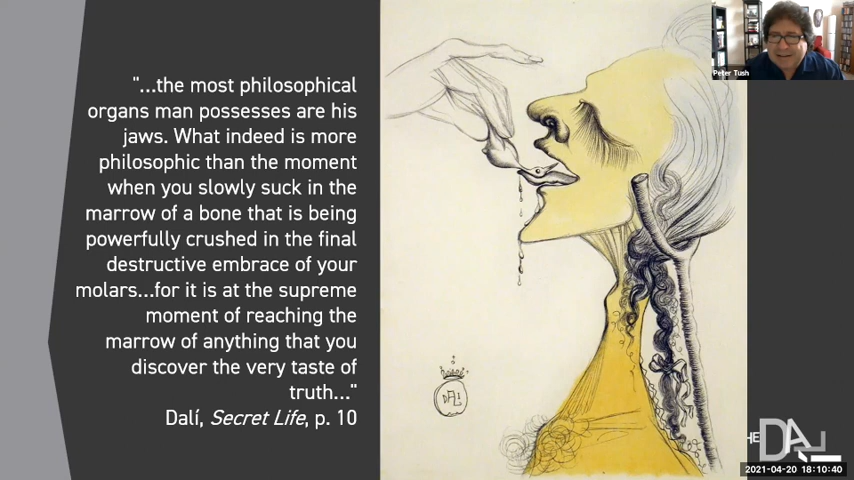 "...the most philosophical
organs man possesses are his
jaws. What indeed is more
philosophic than the moment
when you slowly suck in the
marrow of a bone that is being
powerfully crushed in the final
destructive embrace of your
molars...for it is at the supreme
moment of reaching the
marrow of anything that you
discover the very taste of
truth..."
Dalí, Secret Life, p. 10
Peter Tush
DALI
HE
DALI
2021-04-20 18:10:40